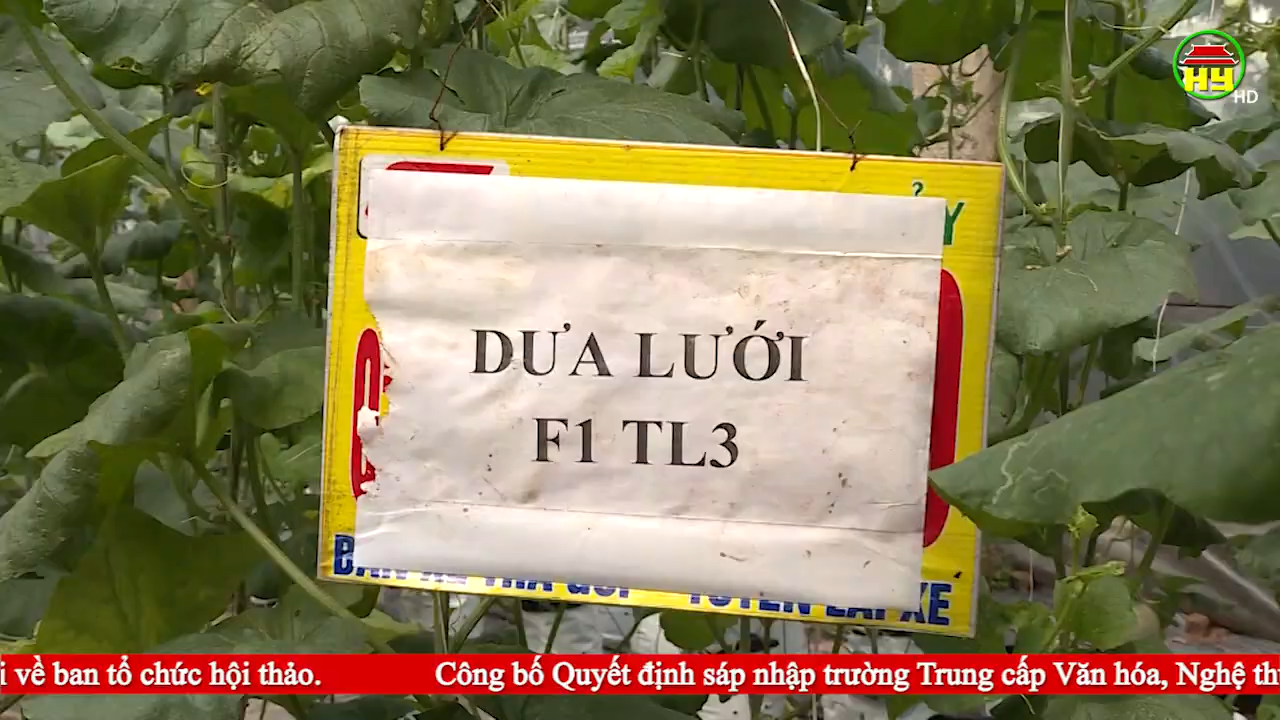 HY
HD
DƯA LƯỚI
F1 TL3
XE
i về ban tổ chức hội thảo. Công bố Quyết định sáp nhập trường Trung cấp Văn hóa, Nghệ th